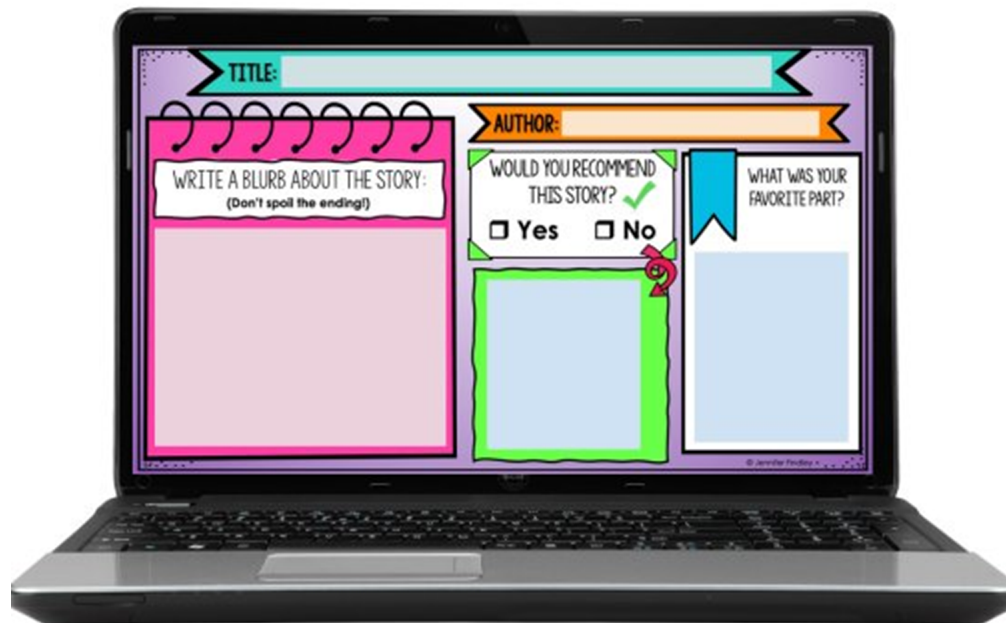 TITLE:
AUTHOR:
WRITE A BLURB ABOUT THE STORY:
(Don't spoil the ending!)
WOULD YOU RECOMMEND
THIS STORY?
Yes
No
WHAT WAS YOUR
FAVORITE PART?
© Jennifer Findley